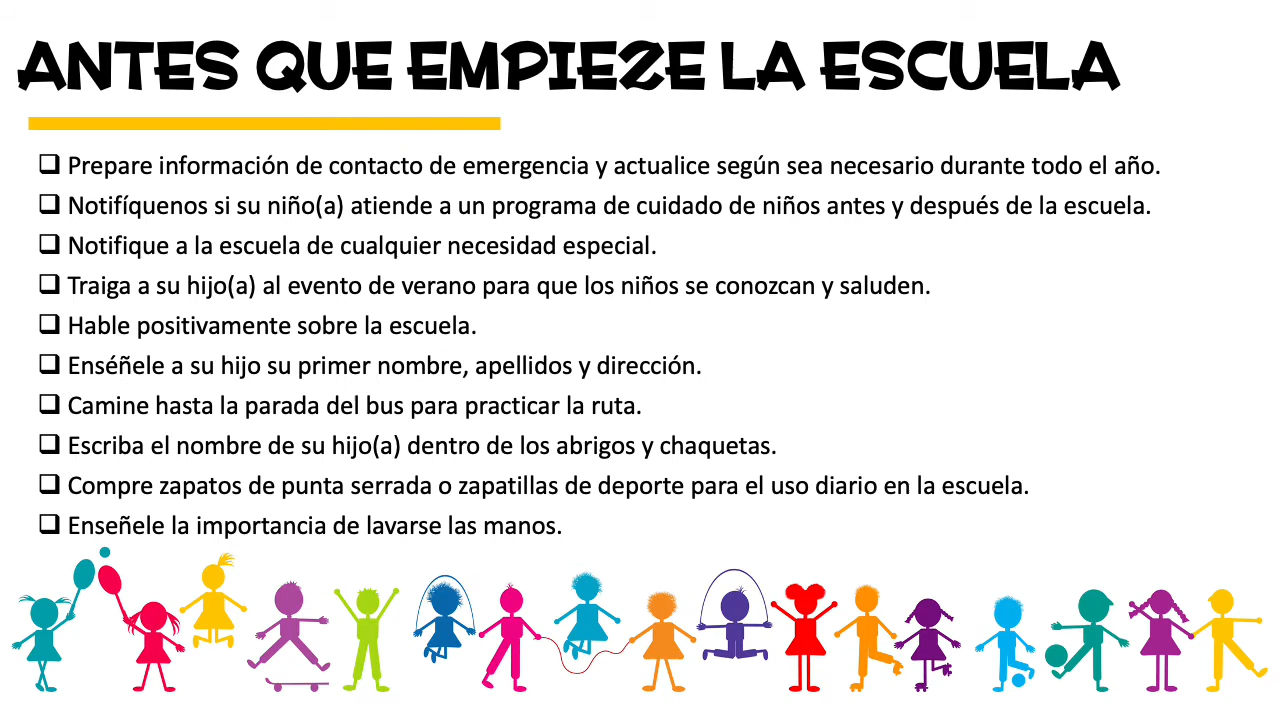 ANTES QUE EMPIEZE LA ESCUELA
❑ Prepare información de contacto de emergencia y actualice según sea necesario durante todo el año.
❑ Notifíquenos si su niño(a) atiende a un programa de cuidado de niños antes y después de la escuela.
❑ Notifique a la escuela de cualquier necesidad especial.
❑ Traiga a su hijo(a) al evento de verano para que los niños se conozcan y saluden.
❑ Hable positivamente sobre la escuela.
❑ Enséñele a su hijo su primer nombre, apellidos y dirección.
❑ Camine hasta la parada del bus para practicar la ruta.
❑ Escriba el nombre de su hijo(a) dentro de los abrigos y chaquetas.
❑ Compre zapatos de punta serrada o zapatillas de deporte para el uso diario en la escuela.
❑ Enseñele la importancia de lavarse las manos.